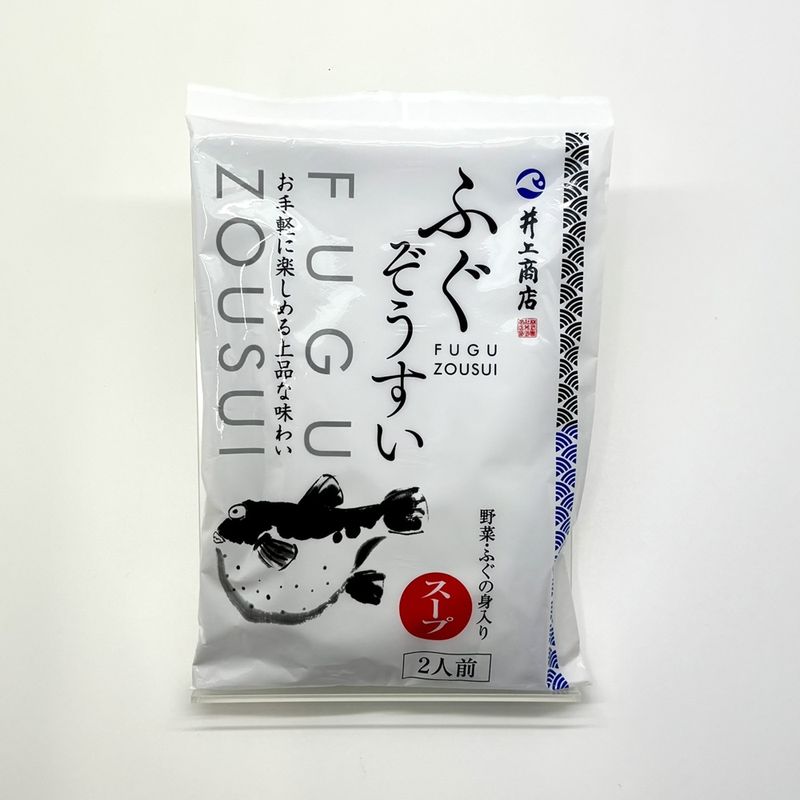 井上商店
ふぐ
ぞうすい
FUGU
ZOUSUI
FUGU
お手軽に楽しめる上品な味わい
ZOUSUI
野菜・ふぐの身入り
スープ
2人前